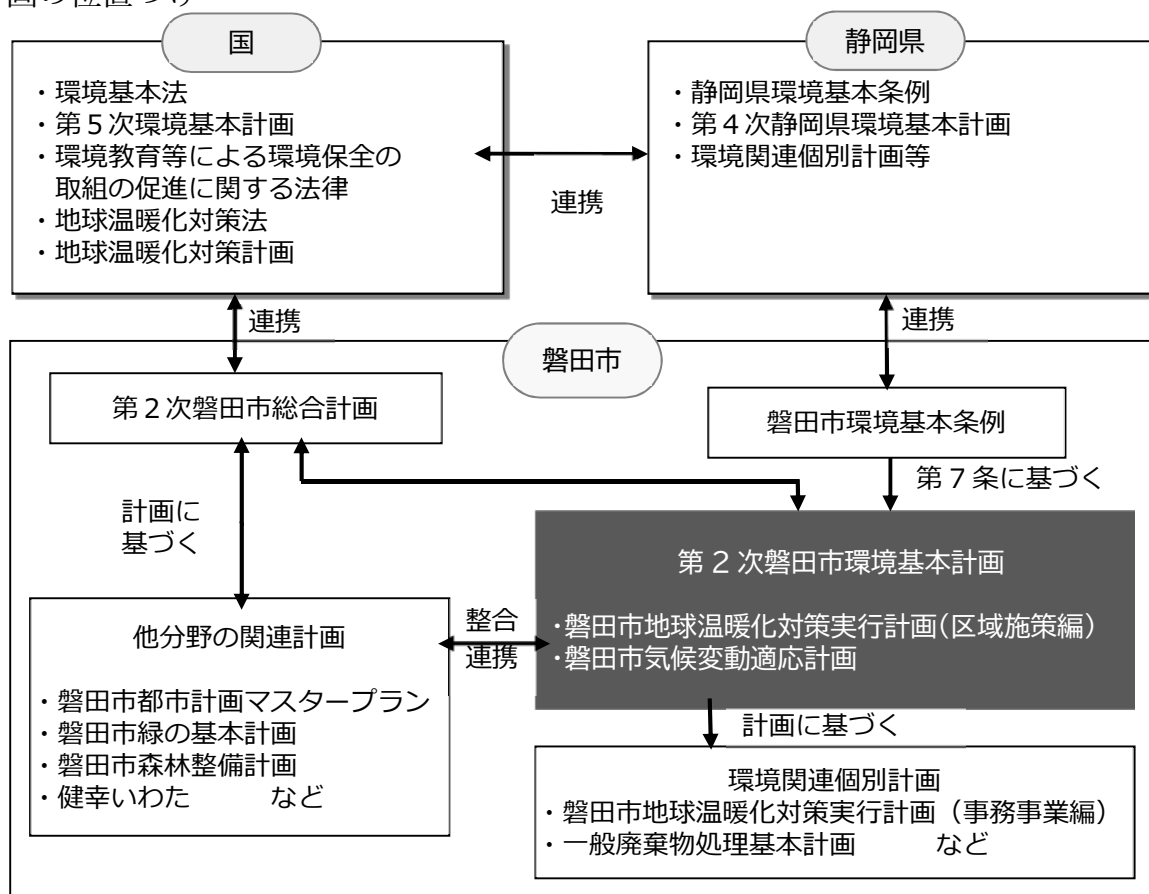 画の位置づけ
国
・環境基本法
・第５次環境基本計画
・環境教育等による環境保全の
取組の促進に関する法律
・地球温暖化対策法
・地球温暖化対策計画
静岡県
・静岡県環境基本条例
・第４次静岡県環境基本計画
・環境関連個別計画等
連携
連携
連携
磐田市
第２次磐田市総合計画
磐田市環境基本条例
第７条に基づく
計画に
基づく
第２次磐田市環境基本計画
・磐田市地球温暖化対策実行計画（区域施策編）
・磐田市気候変動適応計画
整合
連携
他分野の関連計画
・磐田市都市計画マスタープラン
・磐田市緑の基本計画
・磐田市森林整備計画
・健幸いわた　　　など
計画に基づく
環境関連個別計画
・磐田市地球温暖化対策実行計画（事務事業編）
・一般廃棄物処理基本計画　　　など